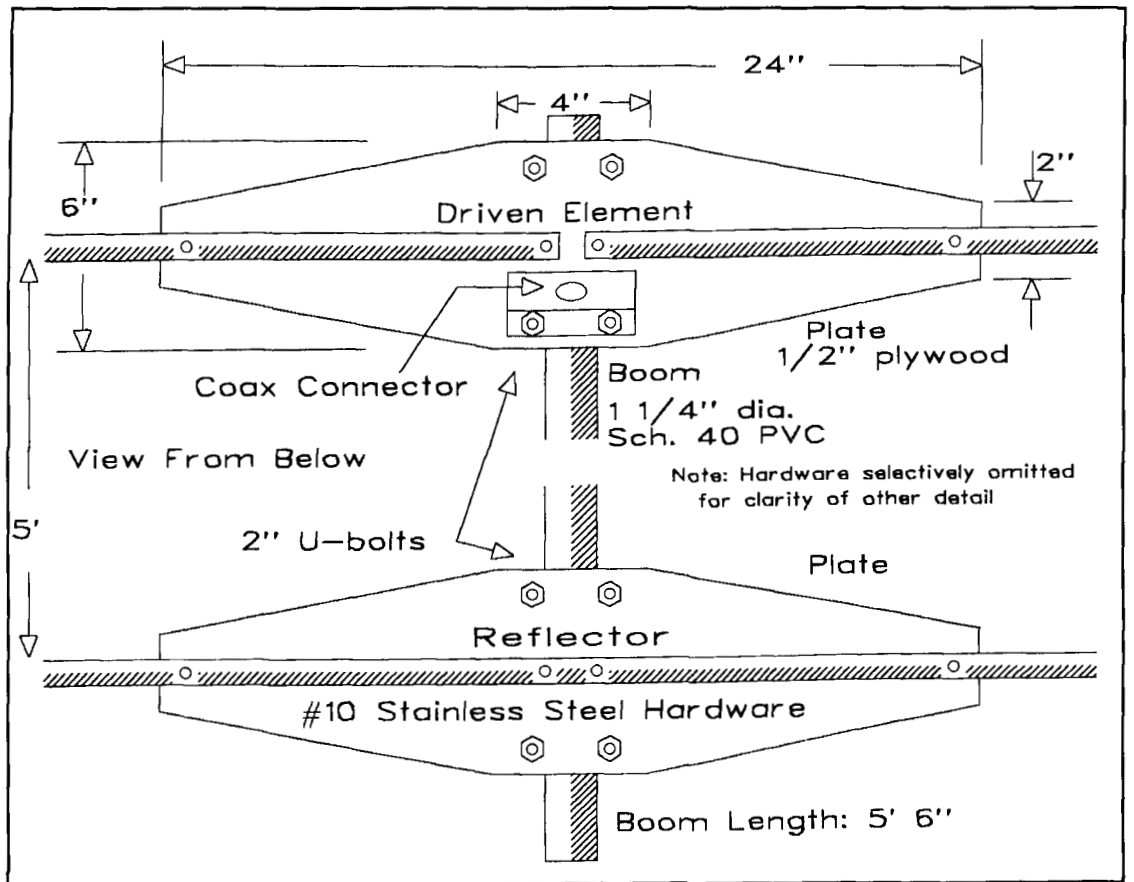 24"
4"
2"
6"
Driven Element
Plate
1/2" plywood
Coax Connector
Boom
1 1/4" dia.
Sch. 40 PVC
View From Below
Note: Hardware selectively omitted
for clarity of other detail
5'
2" U-bolts
Plate
Reflector
#10 Stainless Steel Hardware
Boom Length: 5' 6"